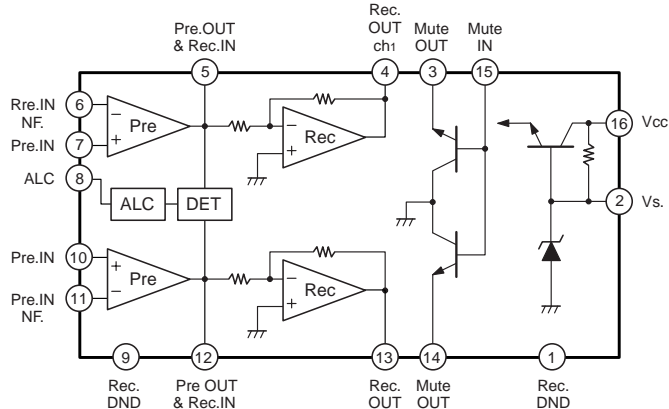 Pre.OUT
& Rec.IN
Rec.
OUT
ch1
Mute
OUT
Mute
IN
5
4
3
15
Rre.IN
NF.
6
−
Pre.IN
7
+
Pre
−
+
Rec
16
Vcc
ALC
8
ALC
DET
2
Vs.
Pre.IN
10
+
Pre.IN
NF.
11
−
Pre
−
+
Rec
9
12
13
14
1
Rec.
DND
Pre OUT
& Rec.IN
Rec.
OUT
Mute
OUT
Rec.
DND